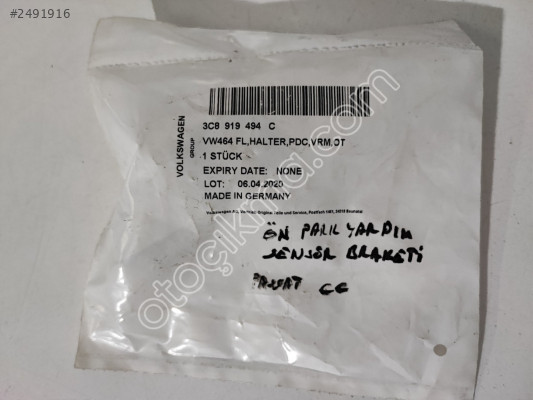 #2491916
VOLKSWAGEN
GROUP
3C8 919 494 C
VW464 FL,HALTER,PDC,VRM.OT
1 STÜCK
EXPIRY DATE: NONE
LOT: 06.04.2020
MADE IN GERMANY
ÖN PARK YARDIM
SENSÖR BRAKETİ
PASSAT CC
otoçıkma.com